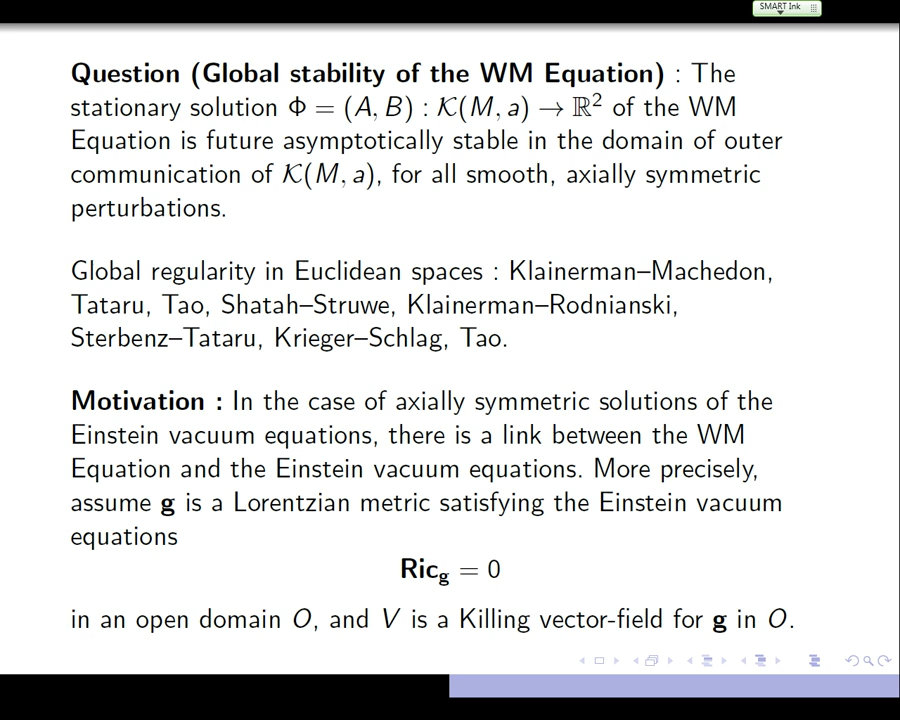 SMART Ink
Question (Global stability of the WM Equation) : The
stationary solution Φ = (A, B) : 𝒦(M, a) → ℝ² of the WM
Equation is future asymptotically stable in the domain of outer
communication of 𝒦(M, a), for all smooth, axially symmetric
perturbations.
Global regularity in Euclidean spaces : Klainerman–Machedon,
Tataru, Tao, Shatah–Struwe, Klainerman–Rodnianski,
Sterbenz–Tataru, Krieger–Schlag, Tao.
Motivation : In the case of axially symmetric solutions of the
Einstein vacuum equations, there is a link between the WM
Equation and the Einstein vacuum equations. More precisely,
assume g is a Lorentzian metric satisfying the Einstein vacuum
equations
Ric_g = 0
in an open domain O, and V is a Killing vector-field for g in O.